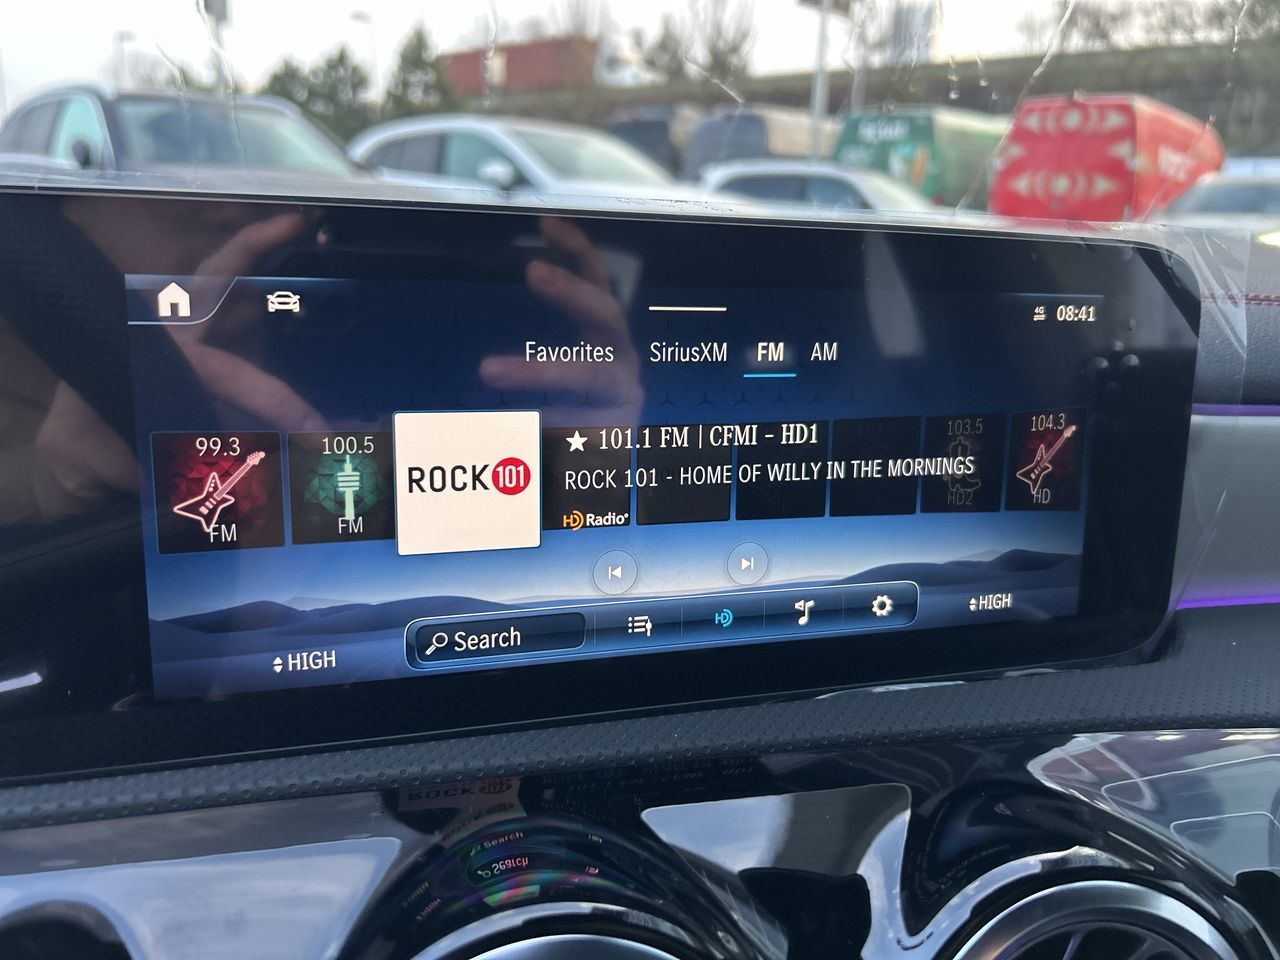 4G 08:41
Favorites SiriusXM FM AM
99.3
FM
100.5
FM
ROCK 101
★ 101.1 FM | CFMI - HD1
ROCK 101 - HOME OF WILLY IN THE MORNINGS
HD Radio®
103.5
HD2
104.3
HD
HIGH
Search
HD
HIGH